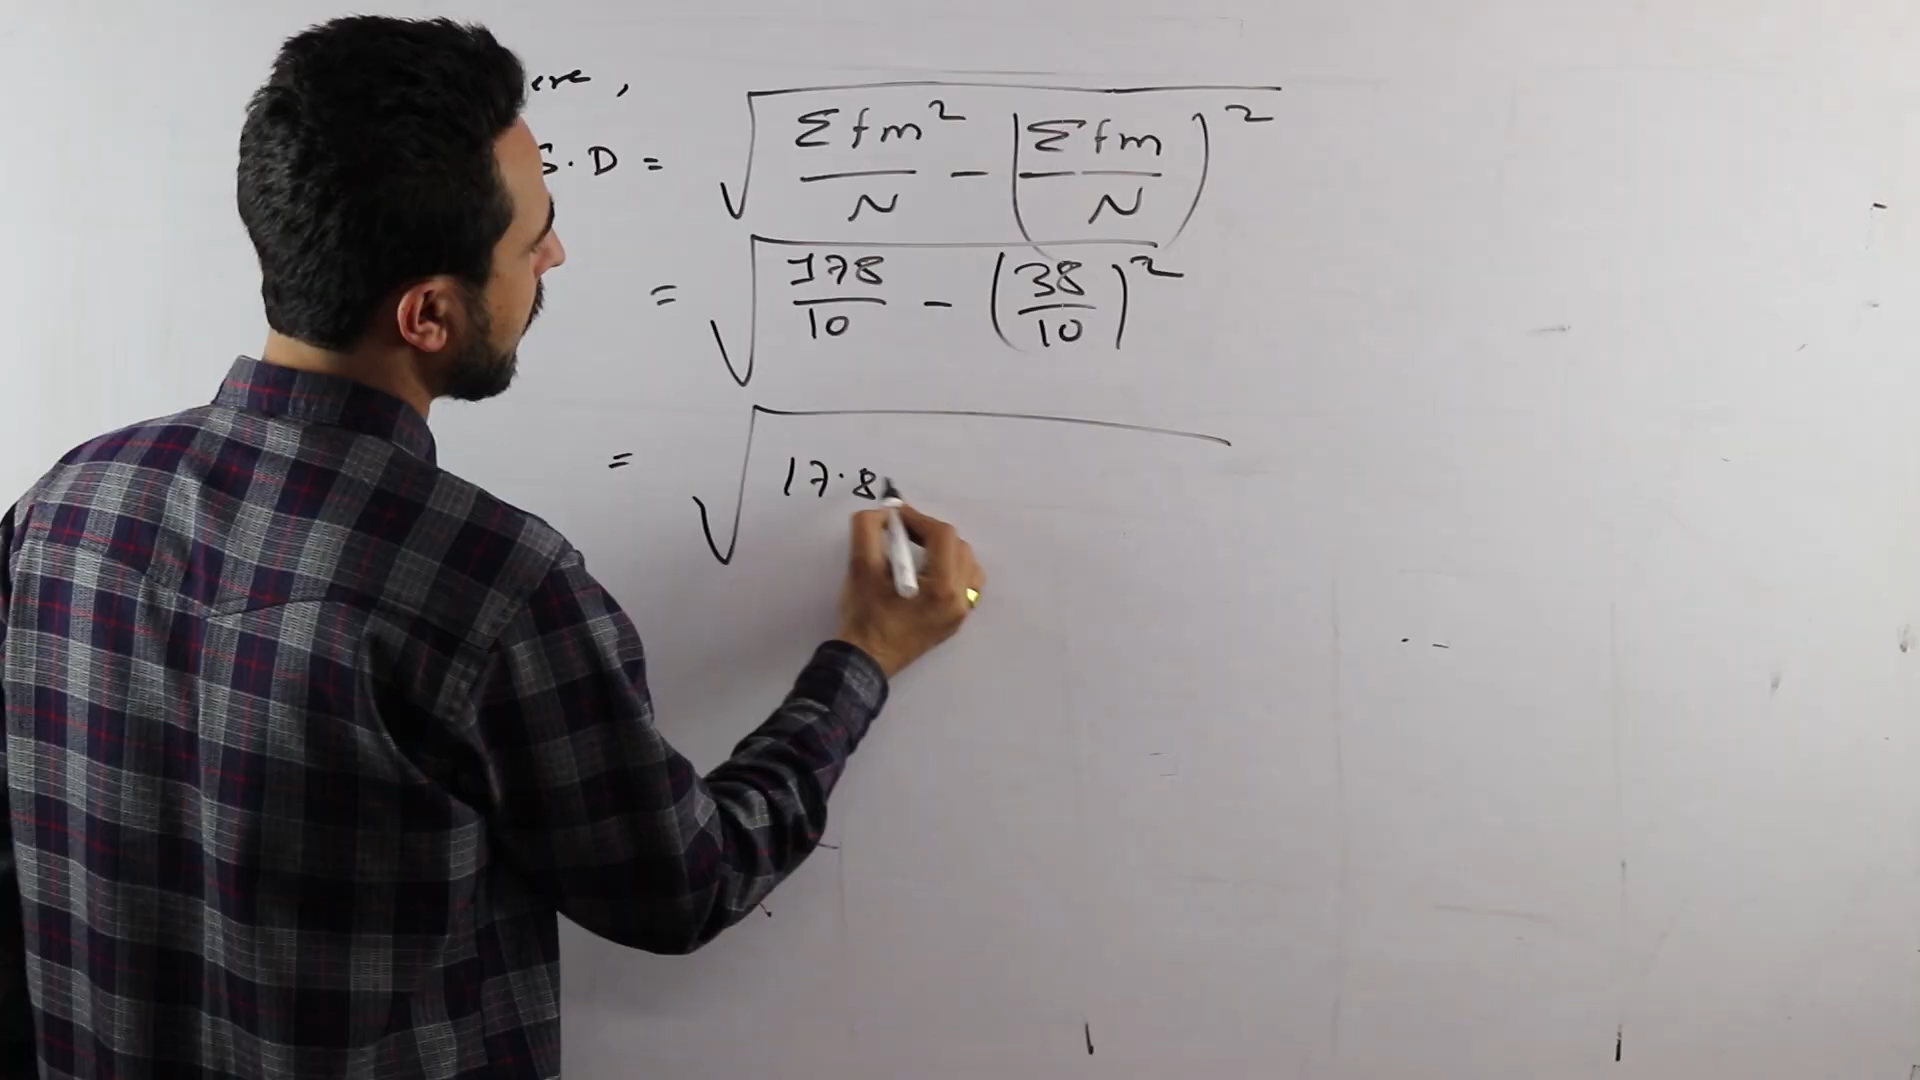 ere,
S.D = √(Σfm²/N - (Σfm/N)²)
= √(178/10 - (38/10)²)
= √17.8